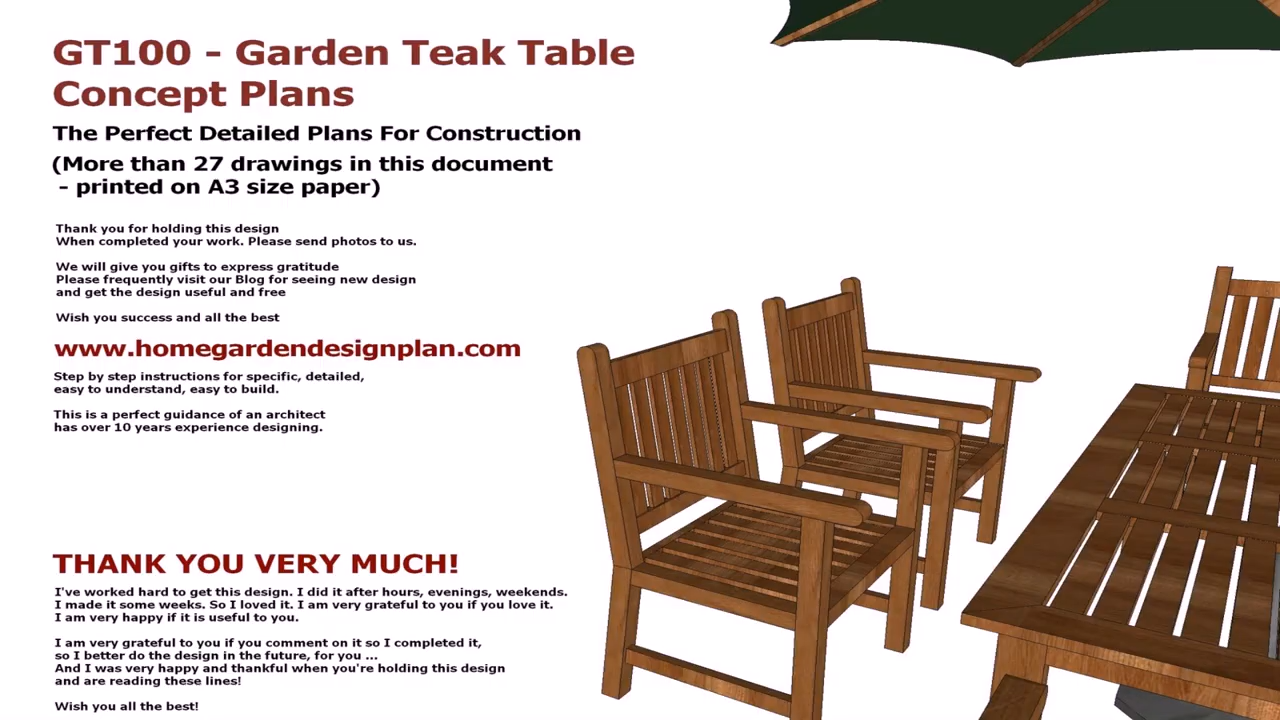 GT100 - Garden Teak Table
Concept Plans
The Perfect Detailed Plans For Construction
(More than 27 drawings in this document
- printed on A3 size paper)
Thank you for holding this design
When completed your work. Please send photos to us.
We will give you gifts to express gratitude
Please frequently visit our Blog for seeing new design
and get the design useful and free
Wish you success and all the best
www.homegardendesignplan.com
Step by step instructions for specific, detailed,
easy to understand, easy to build.
This is a perfect guidance of an architect
has over 10 years experience designing.
THANK YOU VERY MUCH!
I've worked hard to get this design. I did it after hours, evenings, weekends.
I made it some weeks. So I loved it. I am very grateful to you if you love it.
I am very happy if it is useful to you.
I am very grateful to you if you comment on it so I completed it,
so I better do the design in the future, for you ...
And I was very happy and thankful when you're holding this design
and are reading these lines!
Wish you all the best!